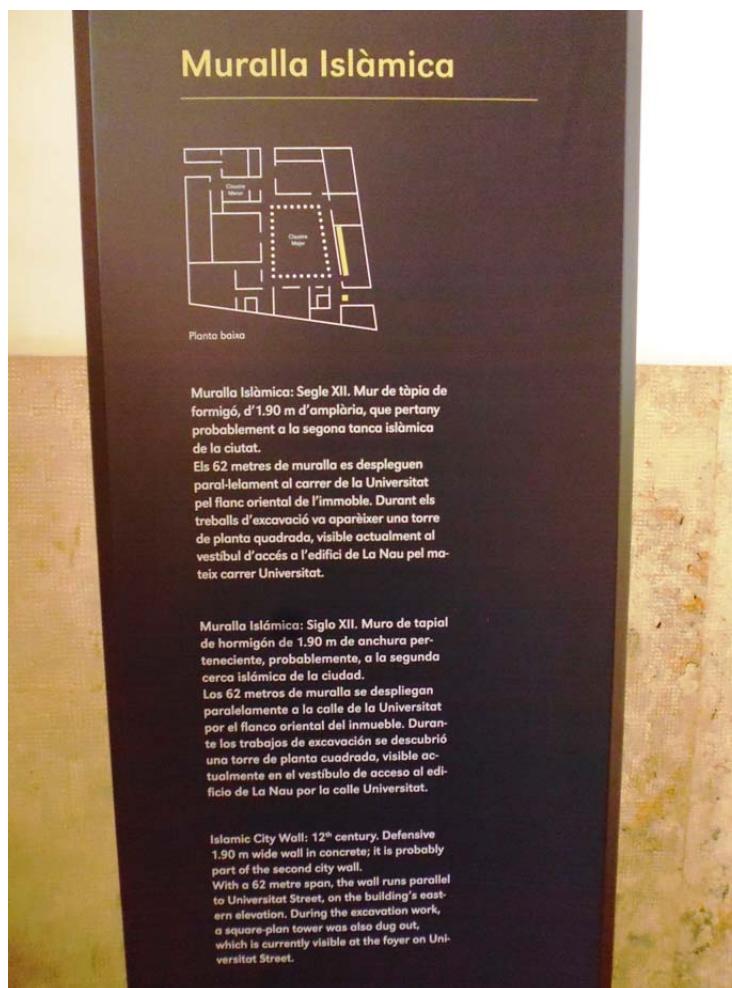 Muralla Islàmica
Claustre
Menor
Claustre
Major
Planta baixa
Muralla Islàmica: Segle XII. Mur de tàpia de
formigó, d'1.90 m d'amplària, que pertany
probablement a la segona tanca islàmica
de la ciutat.
Els 62 metres de muralla es despleguen
paral·lelament al carrer de la Universitat
pel flanc oriental de l'immoble. Durant els
treballs d'excavació va aparèixer una torre
de planta quadrada, visible actualment al
vestíbul d'accés a l'edifici de La Nau pel ma-
teix carrer Universitat.
Muralla Islámica: Siglo XII. Muro de tapial
de hormigón de 1.90 m de anchura per-
teneciente, probablemente, a la segunda
cerca islámica de la ciudad.
Los 62 metros de muralla se despliegan
paralelamente a la calle de la Universitat
por el flanco oriental del inmueble. Duran-
te los trabajos de excavación se descubrió
una torre de planta cuadrada, visible ac-
tualmente en el vestíbulo de acceso al edi-
ficio de La Nau por la calle Universitat.
Islamic City Wall: 12th century. Defensive
1.90 m wide wall in concrete; it is probably
part of the second city wall.
With a 62 metre span, the wall runs parallel
to Universitat Street, on the building's east-
ern elevation. During the excavation work,
a square-plan tower was also dug out,
which is currently visible at the foyer on Uni-
versitat Street.